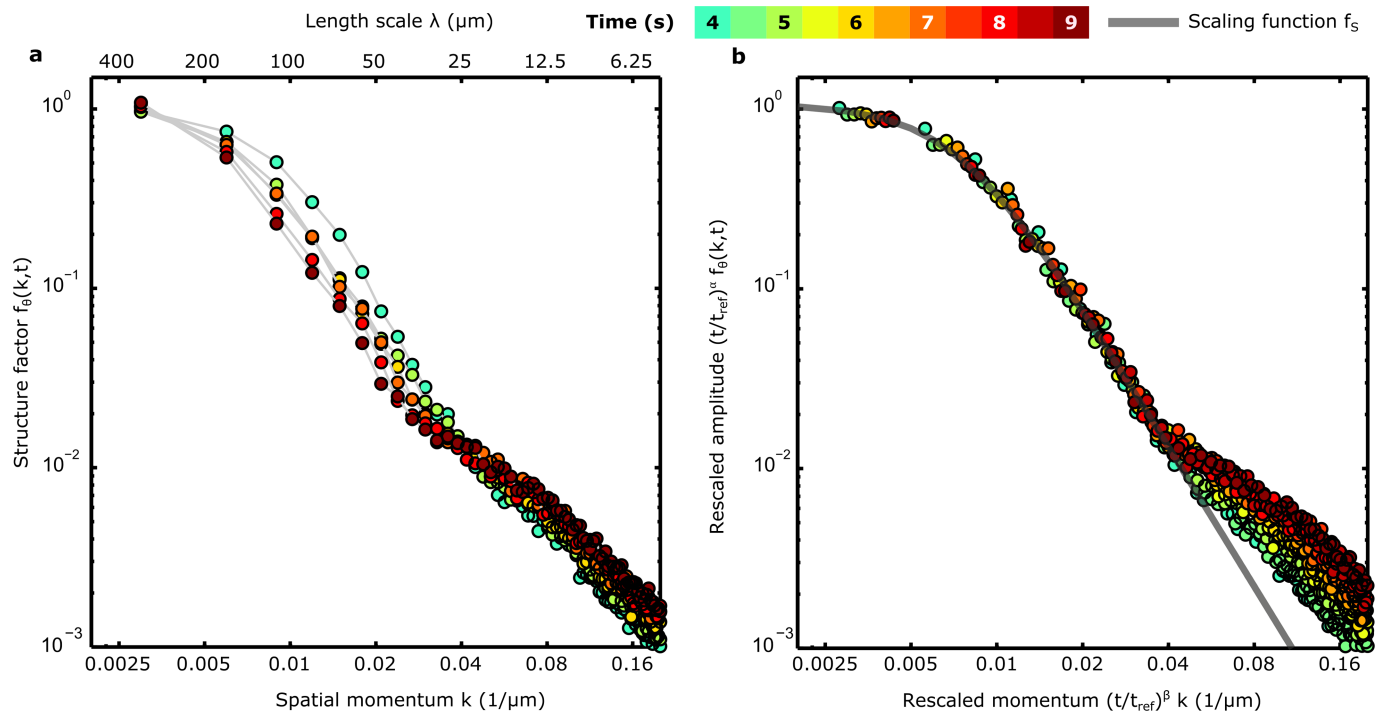 Length scale λ (µm)
Time (s)
4 5 6 7 8 9
Scaling function fS
a
400 200 100 50 25 12.5 6.25
10^0
10^-1
10^-2
10^-3
Structure factor fθ(k,t)
0.0025 0.005 0.01 0.02 0.04 0.08 0.16
Spatial momentum k (1/µm)
b
10^0
10^-1
10^-2
10^-3
Rescaled amplitude (t/tref)^α fθ(k,t)
0.0025 0.005 0.01 0.02 0.04 0.08 0.16
Rescaled momentum (t/tref)^β k (1/µm)